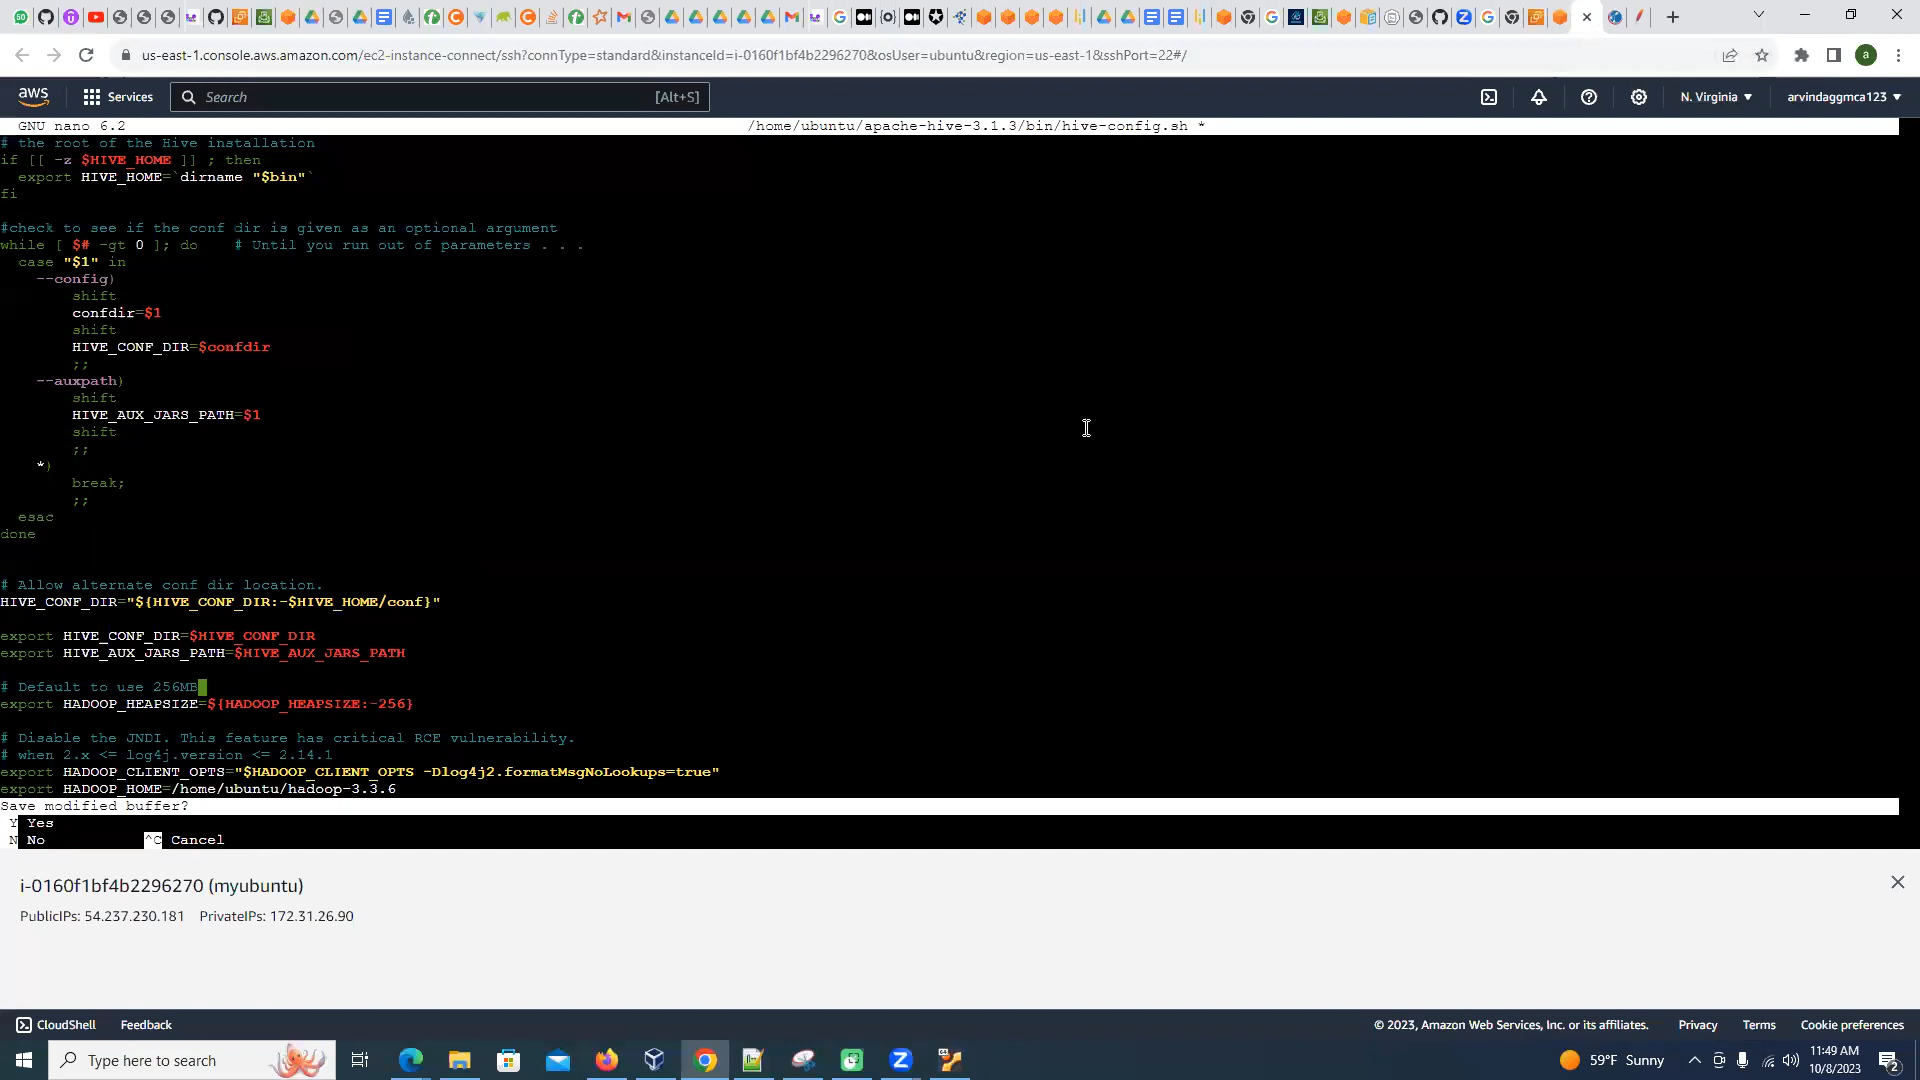 us-east-1.console.aws.amazon.com/ec2-instance-connect/ssh?connType=standard&instanceId=i-0160f1bf4b2296270&osUser=ubuntu&region=us-east-1&sshPort=22#/
a
aws Services Search [Alt+S] N. Virginia arvindaggmca123
GNU nano 6.2 /home/ubuntu/apache-hive-3.1.3/bin/hive-config.sh *
# the root of the Hive installation
if [[ -z $HIVE_HOME ]] ; then
export HIVE_HOME=`dirname "$bin"`
fi
#check to see if the conf dir is given as an optional argument
while [ $# -gt 0 ]; do # Until you run out of parameters . . .
case "$1" in
--config)
shift
confdir=$1
shift
HIVE_CONF_DIR=$confdir
;;
--auxpath)
shift
HIVE_AUX_JARS_PATH=$1
shift
;;
*)
break;
;;
esac
done
# Allow alternate conf dir location.
HIVE_CONF_DIR="${HIVE_CONF_DIR:-$HIVE_HOME/conf}"
export HIVE_CONF_DIR=$HIVE_CONF_DIR
export HIVE_AUX_JARS_PATH=$HIVE_AUX_JARS_PATH
# Default to use 256MB
export HADOOP_HEAPSIZE=${HADOOP_HEAPSIZE:-256}
# Disable the JNDI. This feature has critical RCE vulnerability.
# when 2.x <= log4j.version <= 2.14.1
export HADOOP_CLIENT_OPTS="$HADOOP_CLIENT_OPTS -Dlog4j2.formatMsgNoLookups=true"
export HADOOP_HOME=/home/ubuntu/hadoop-3.3.6
Save modified buffer?
Y Yes
N No ^C Cancel
i-0160f1bf4b2296270 (myubuntu)
PublicIPs: 54.237.230.181 PrivateIPs: 172.31.26.90
CloudShell Feedback © 2023, Amazon Web Services, Inc. or its affiliates. Privacy Terms Cookie preferences
Type here to search 59°F Sunny 11:49 AM
10/8/2023 2